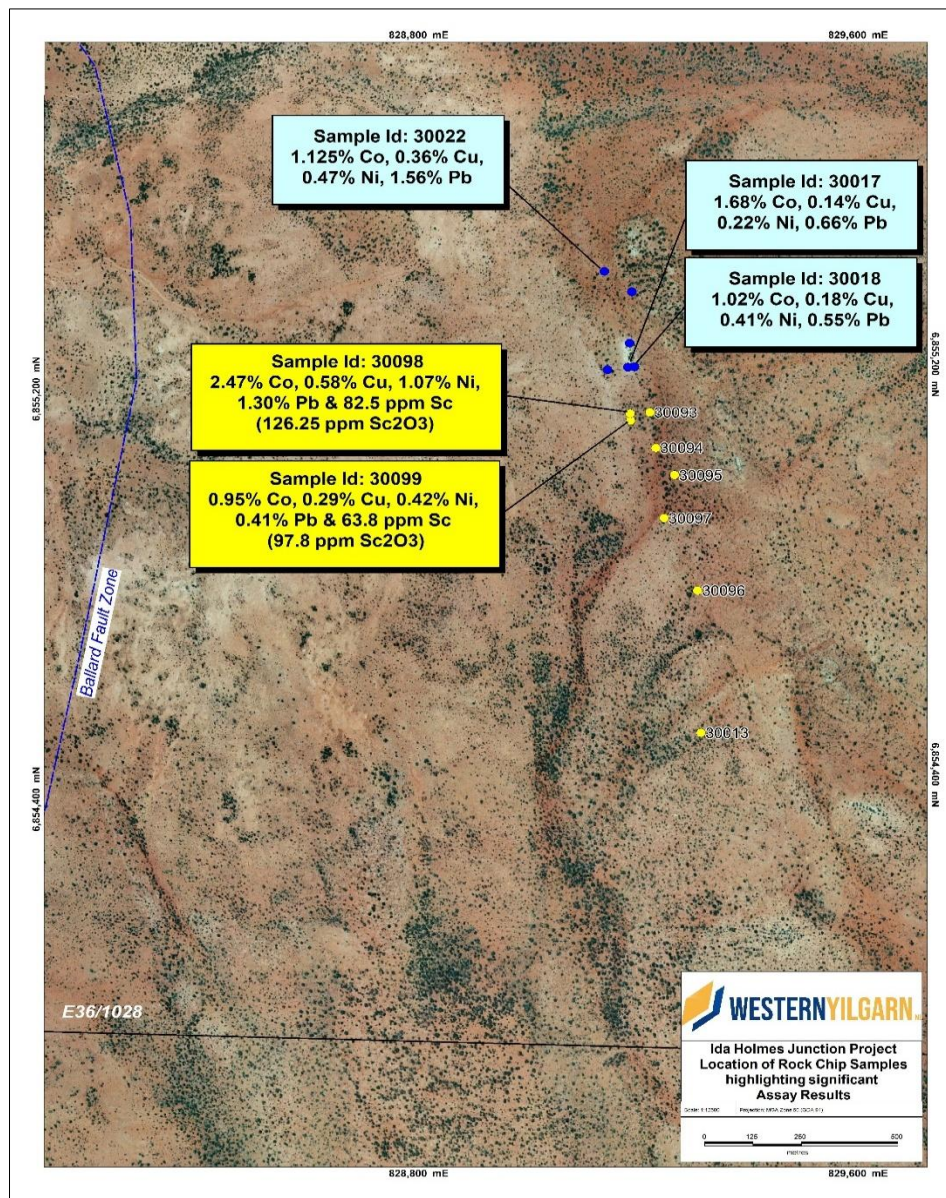 828,800 mE
829,600 mE
Sample Id: 30022
1.125% Co, 0.36% Cu,
0.47% Ni, 1.56% Pb
Sample Id: 30017
1.68% Co, 0.14% Cu,
0.22% Ni, 0.66% Pb
Sample Id: 30018
1.02% Co, 0.18% Cu,
0.41% Ni, 0.55% Pb
6,855,200 mN
6,855,200 mN
Sample Id: 30098
2.47% Co, 0.58% Cu, 1.07% Ni,
1.30% Pb & 82.5 ppm Sc
(126.25 ppm Sc2O3)
30093
30094
30095
Sample Id: 30099
0.95% Co, 0.29% Cu, 0.42% Ni,
0.41% Pb & 63.8 ppm Sc
(97.8 ppm Sc2O3)
30097
30096
Ballard Fault Zone
30013
6,854,400 mN
6,854,400 mN
E36/1028
WESTERNYILGARN
Ida Holmes Junction Project
Location of Rock Chip Samples
highlighting significant
Assay Results
Projection: MGA Zone 50 (GDA 94)
0 125 250 500
metres
828,800 mE
829,600 mE